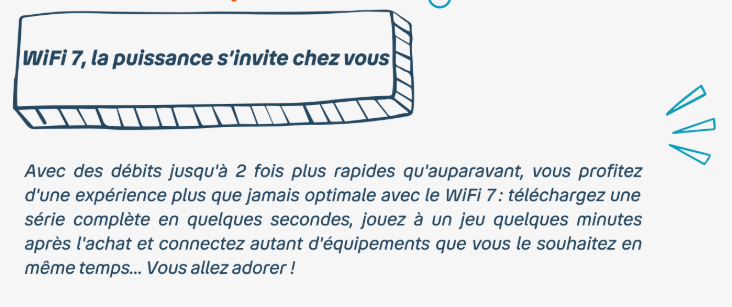 WiFi 7, la puissance s'invite chez vous
Avec des débits jusqu'à 2 fois plus rapides qu'auparavant, vous profitez
d'une expérience plus que jamais optimale avec le WiFi 7 : téléchargez une
série complète en quelques secondes, jouez à un jeu quelques minutes
après l'achat et connectez autant d'équipements que vous le souhaitez en
même temps... Vous allez adorer !